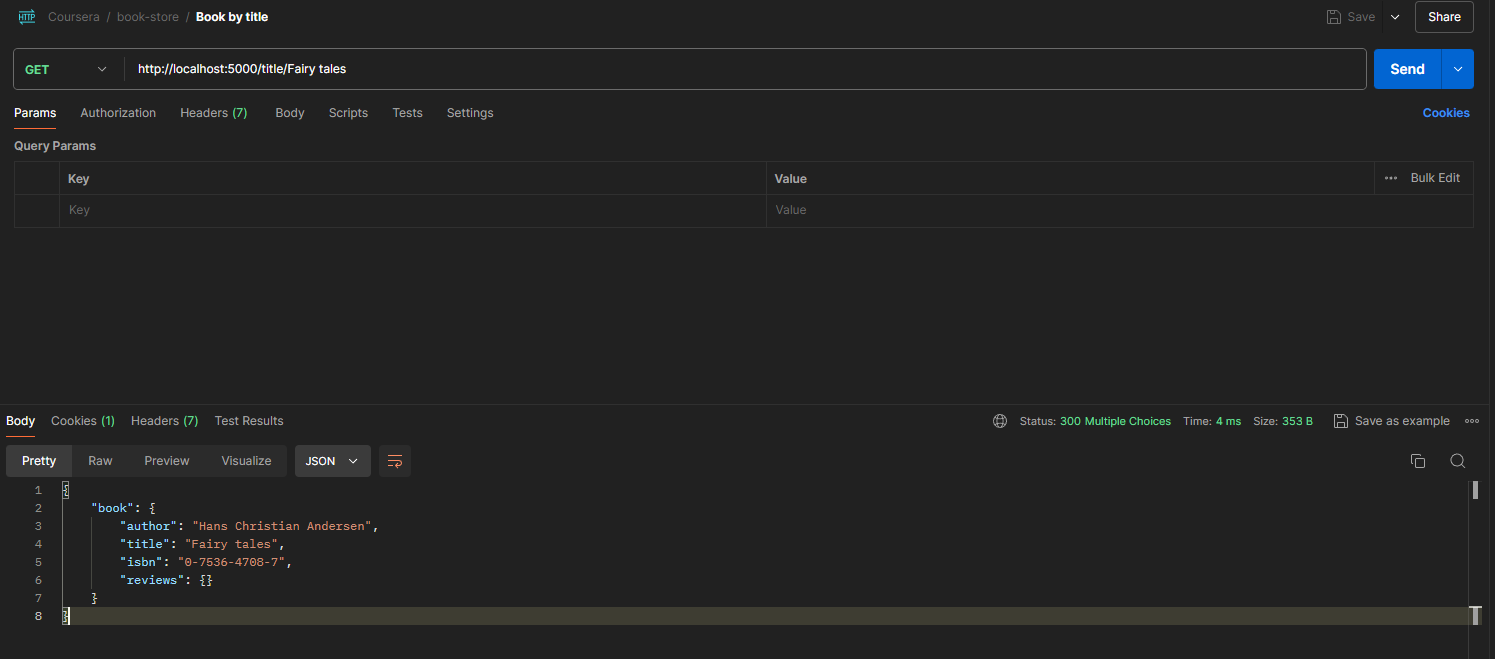 HTTP Coursera / book-store / Book by title Save Share
GET http://localhost:5000/title/Fairy tales Send
Params Authorization Headers (7) Body Scripts Tests Settings Cookies
Query Params
Key Value ••• Bulk Edit
Key Value
Body Cookies (1) Headers (7) Test Results Status: 300 Multiple Choices Time: 4 ms Size: 353 B Save as example
Pretty Raw Preview Visualize JSON
1 {
2 "book": {
3 "author": "Hans Christian Andersen",
4 "title": "Fairy tales",
5 "isbn": "0-7536-4708-7",
6 "reviews": {}
7 }
8 }